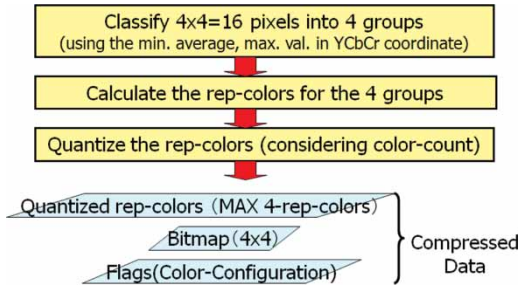 Classify 4x4=16 pixels into 4 groups
(using the min. average, max. val. in YCbCr coordinate)
Calculate the rep-colors for the 4 groups
Quantize the rep-colors (considering color-count)
Quantized rep-colors (MAX 4-rep-colors)
Bitmap(4x4)
Flags(Color-Configuration)
Compressed
Data